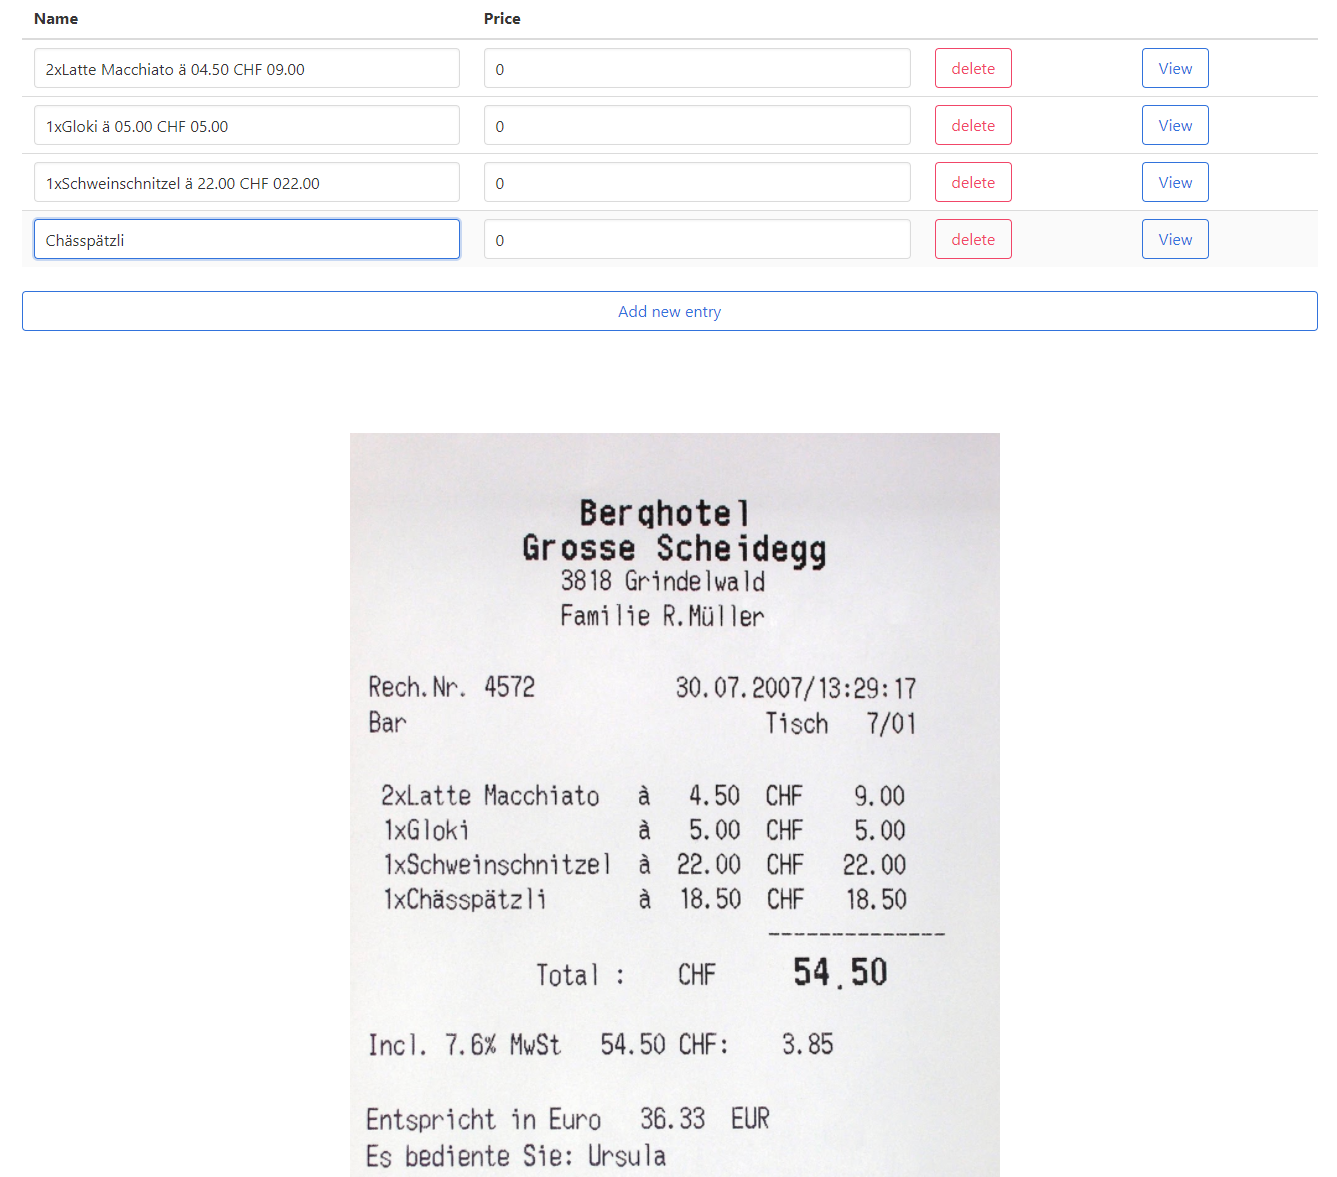 Name Price
2xLatte Macchiato ä 04.50 CHF 09.00 0 delete View
1xGloki ä 05.00 CHF 05.00 0 delete View
1xSchweinschnitzel ä 22.00 CHF 022.00 0 delete View
Chässpätzli 0 delete View
Add new entry
Berghotel
Grosse Scheidegg
3818 Grindelwald
Familie R.Müller
Rech.Nr. 4572 30.07.2007/13:29:17
Bar Tisch 7/01
2xLatte Macchiato à 4.50 CHF 9.00
1xGloki à 5.00 CHF 5.00
1xSchweinschnitzel à 22.00 CHF 22.00
1xChässpätzli à 18.50 CHF 18.50
--------------
Total : CHF 54.50
Incl. 7.6% MwSt 54.50 CHF: 3.85
Entspricht in Euro 36.33 EUR
Es bediente Sie: Ursula